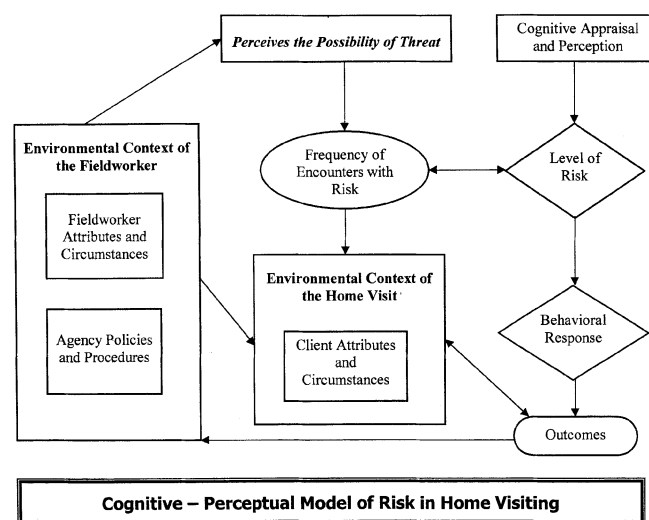 Perceives the Possibility of Threat
Cognitive Appraisal
and Perception
Environmental Context of
the Fieldworker
Fieldworker
Attributes and
Circumstances
Agency Policies
and Procedures
Frequency of
Encounters with
Risk
Level of
Risk
Environmental Context of
the Home Visit
Client Attributes
and
Circumstances
Behavioral
Response
Outcomes
Cognitive – Perceptual Model of Risk in Home Visiting